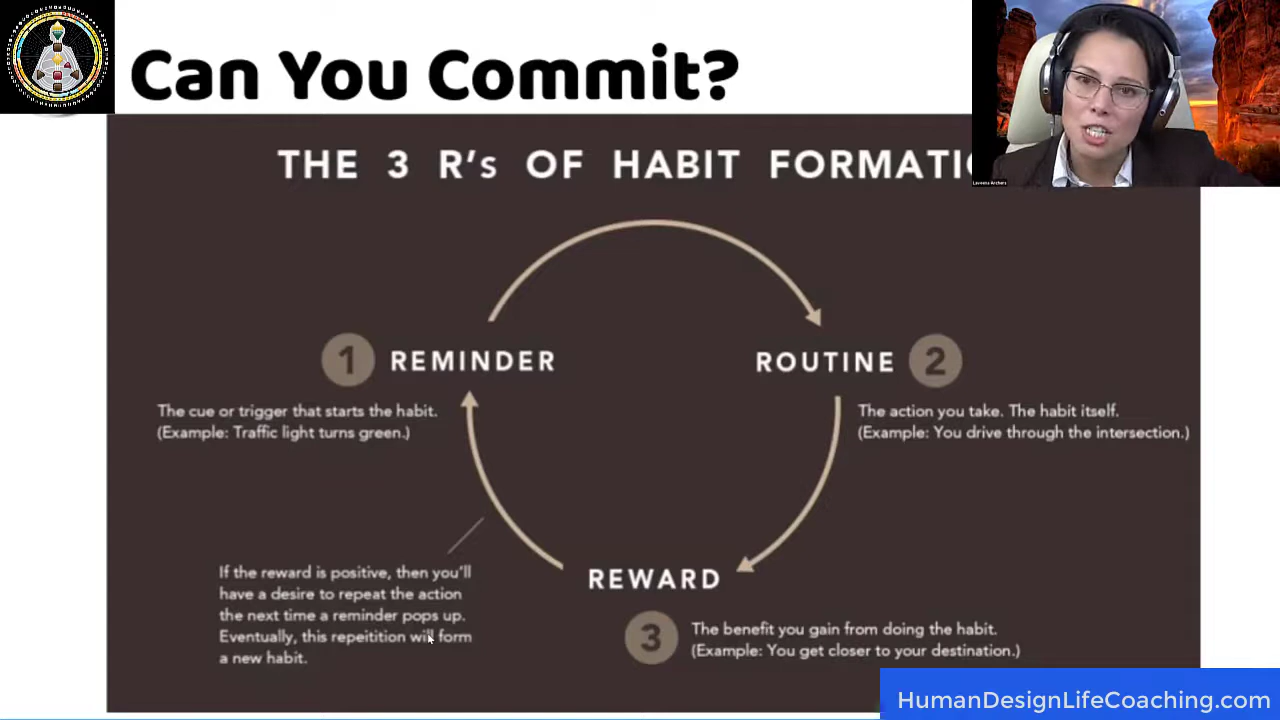 Can You Commit?
THE 3 R's OF HABIT FORMATIO
1 REMINDER
The cue or trigger that starts the habit.
(Example: Traffic light turns green.)
ROUTINE 2
The action you take. The habit itself.
(Example: You drive through the intersection.)
If the reward is positive, then you'll
have a desire to repeat the action
the next time a reminder pops up.
Eventually, this repeitition will form
a new habit.
REWARD
3 The benefit you gain from doing the habit.
(Example: You get closer to your destination.)
Laveena Archers
HumanDesignLifeCoaching.com